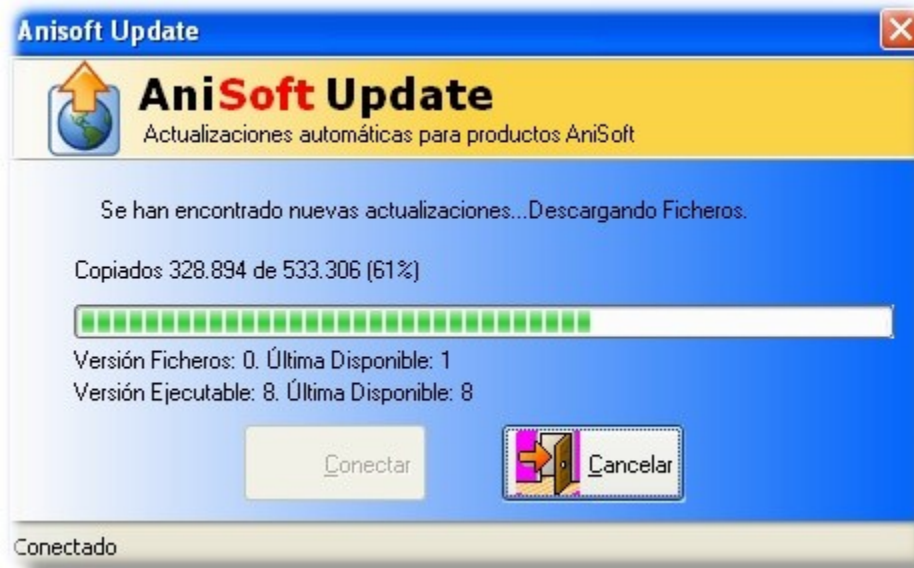 Anisoft Update
AniSoft Update
Actualizaciones automáticas para productos AniSoft
Se han encontrado nuevas actualizaciones...Descargando Ficheros.
Copiados 328.894 de 533.306 (61%)
Versión Ficheros: 0. Última Disponible: 1
Versión Ejecutable: 8. Última Disponible: 8
Conectar
Cancelar
Conectado